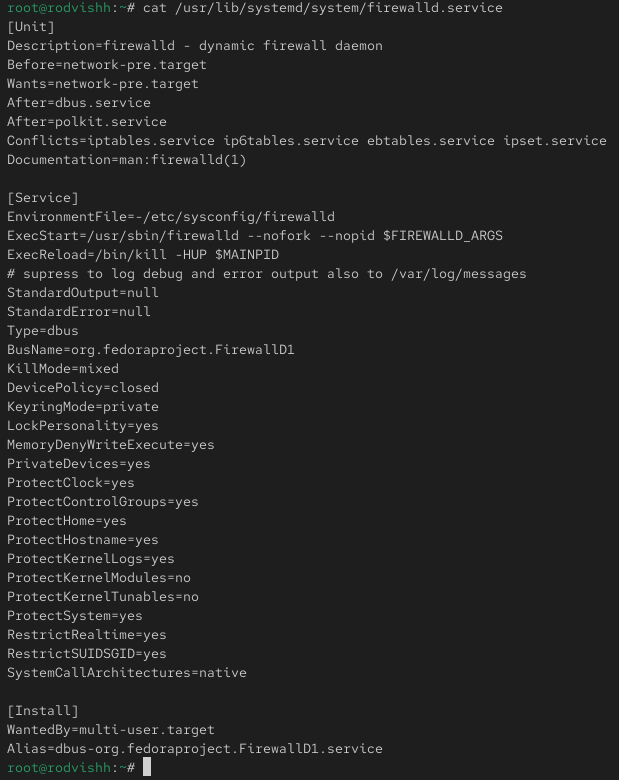 root@rodvishh:~# cat /usr/lib/systemd/system/firewalld.service
[Unit]
Description=firewalld - dynamic firewall daemon
Before=network-pre.target
Wants=network-pre.target
After=dbus.service
After=polkit.service
Conflicts=iptables.service ip6tables.service ebtables.service ipset.service
Documentation=man:firewalld(1)

[Service]
EnvironmentFile=-/etc/sysconfig/firewalld
ExecStart=/usr/sbin/firewalld --nofork --nopid $FIREWALLD_ARGS
ExecReload=/bin/kill -HUP $MAINPID
# supress to log debug and error output also to /var/log/messages
StandardOutput=null
StandardError=null
Type=dbus
BusName=org.fedoraproject.FirewallD1
KillMode=mixed
DevicePolicy=closed
KeyringMode=private
LockPersonality=yes
MemoryDenyWriteExecute=yes
PrivateDevices=yes
ProtectClock=yes
ProtectControlGroups=yes
ProtectHome=yes
ProtectHostname=yes
ProtectKernelLogs=yes
ProtectKernelModules=no
ProtectKernelTunables=no
ProtectSystem=yes
RestrictRealtime=yes
RestrictSUIDSGID=yes
SystemCallArchitectures=native

[Install]
WantedBy=multi-user.target
Alias=dbus-org.fedoraproject.FirewallD1.service
root@rodvishh:~#